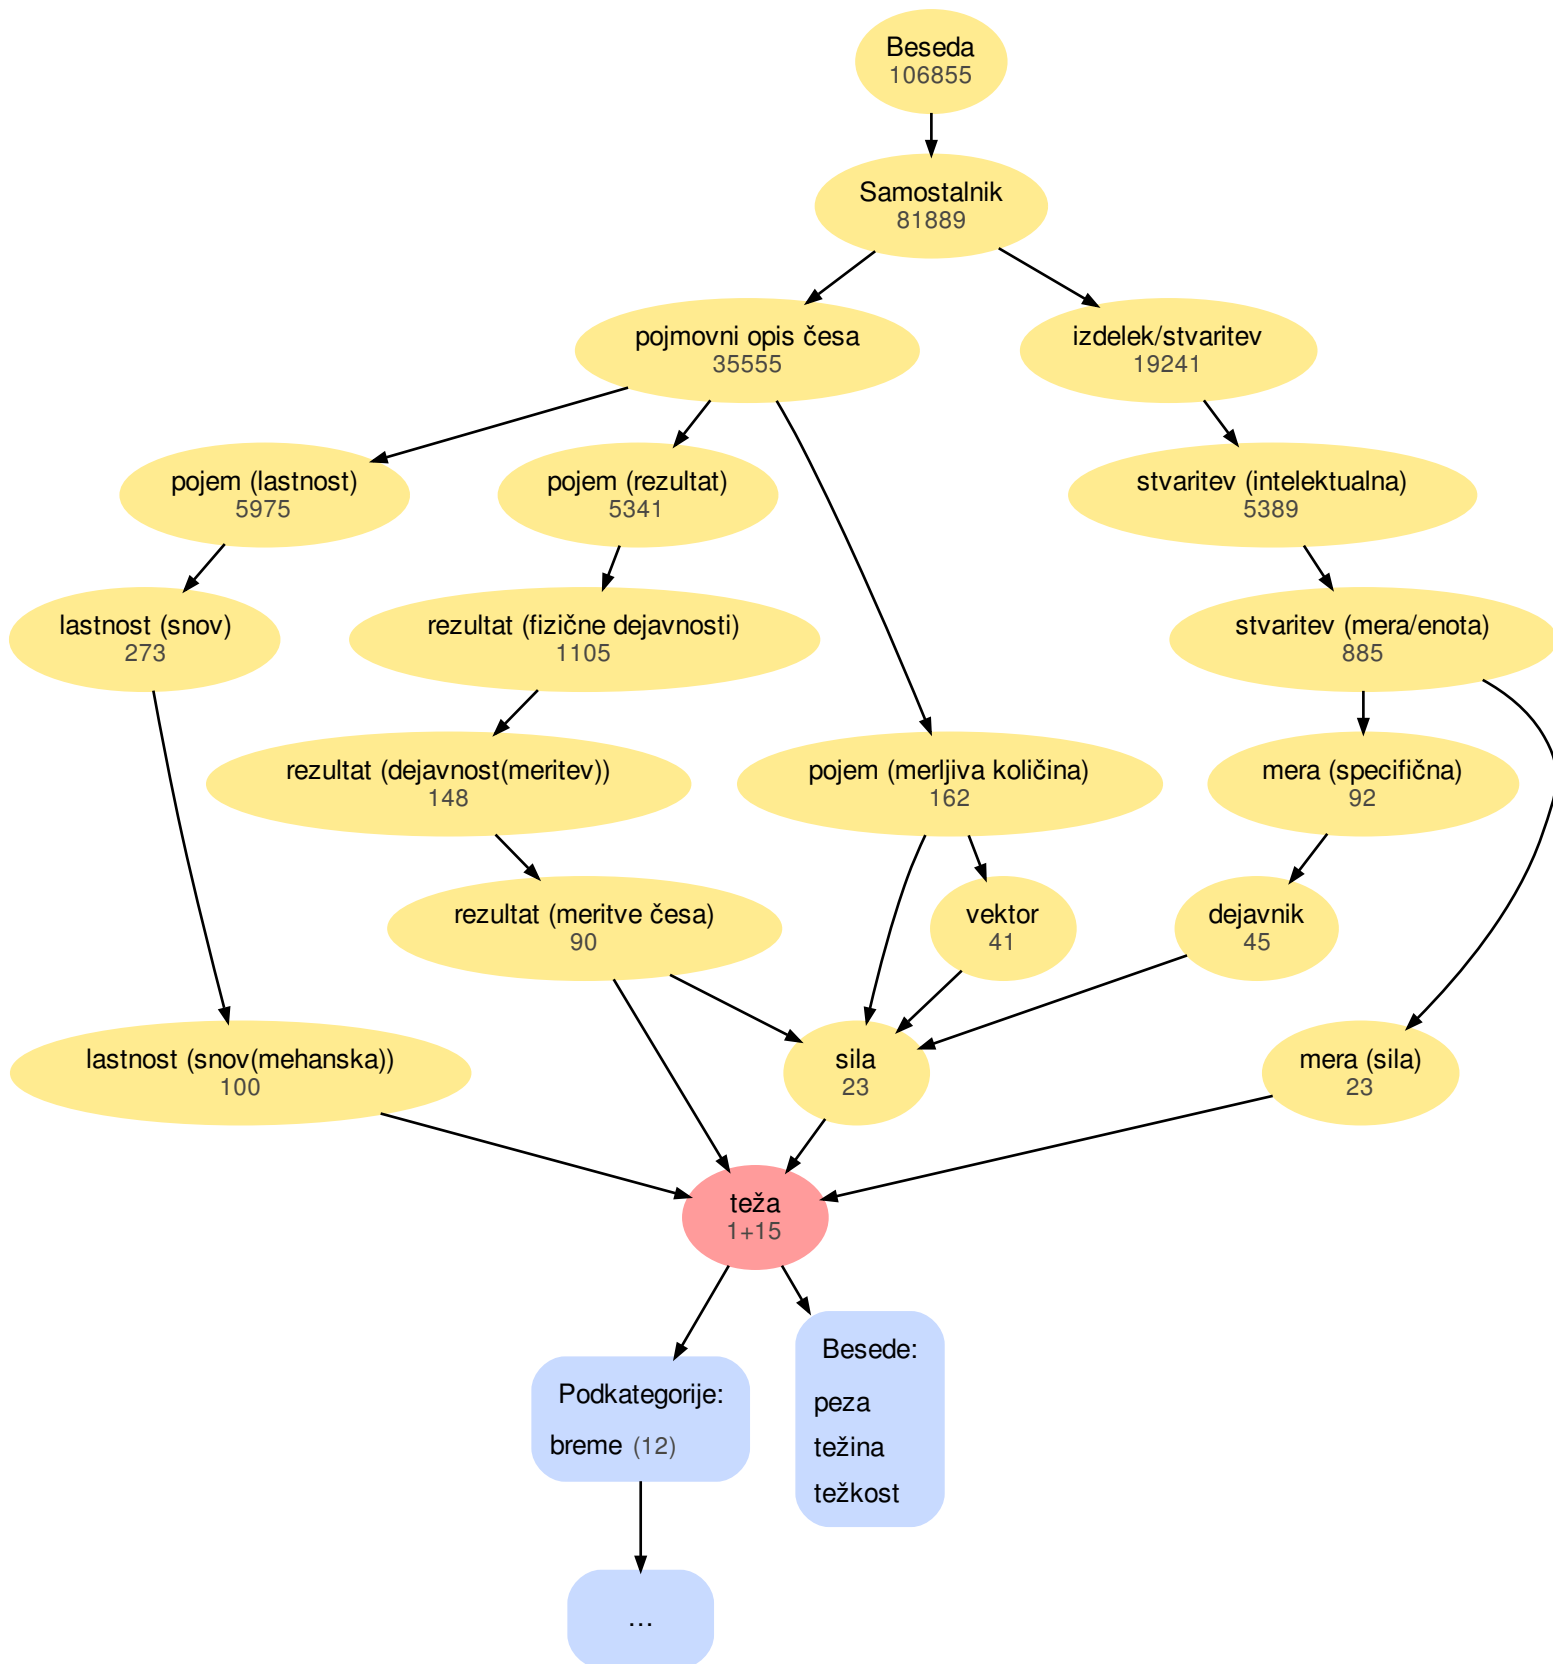 Beseda
106855
Samostalnik
81889
pojmovni opis česa
35555
izdelek/stvaritev
19241
pojem (lastnost)
5975
pojem (rezultat)
5341
stvaritev (intelektualna)
5389
lastnost (snov)
273
rezultat (fizične dejavnosti)
1105
stvaritev (mera/enota)
885
rezultat (dejavnost(meritev))
148
pojem (merljiva količina)
162
mera (specifična)
92
rezultat (meritve česa)
90
vektor
41
dejavnik
45
lastnost (snov(mehanska))
100
sila
23
mera (sila)
23
teža
1+15
Podkategorije:
breme (12)
Besede:
peza
težina
težkost
…